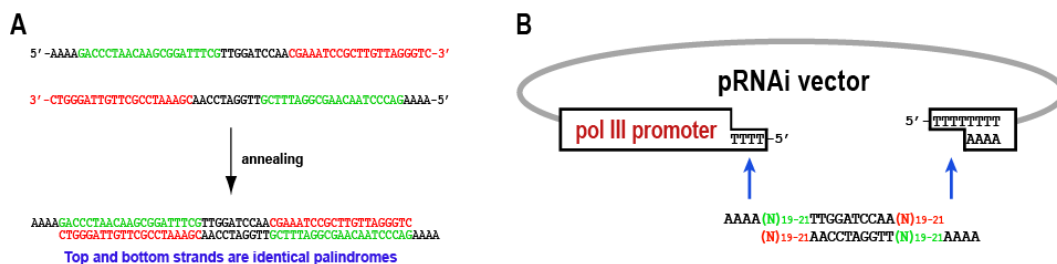 A
5’-AAAAGACCCTAACAAGCGGATTTCGTTGGATCCAACGAAATCCGCTTGTTAGGGTC-3’
3’-CTGGGATTGTTCGCCTAAAGCAACCTAGGTTGCTTTAGGCGAACAATCCCAGAAAA-5’
annealing
AAAAGACCCTAACAAGCGGATTTCGTTGGATCCAACGAAATCCGCTTGTTAGGGTC
CTGGGATTGTTCGCCTAAAGCAACCTAGGTTGCTTTAGGCGAACAATCCCAGAAAA
Top and bottom strands are identical palindromes
B
pRNAi vector
pol III promoter
TTTT-5’
5’-TTTTTTTT
AAAA
AAAA(N)19-21TTGGATCCAA(N)19-21
(N)19-21AACCTAGGTT(N)19-21AAAA